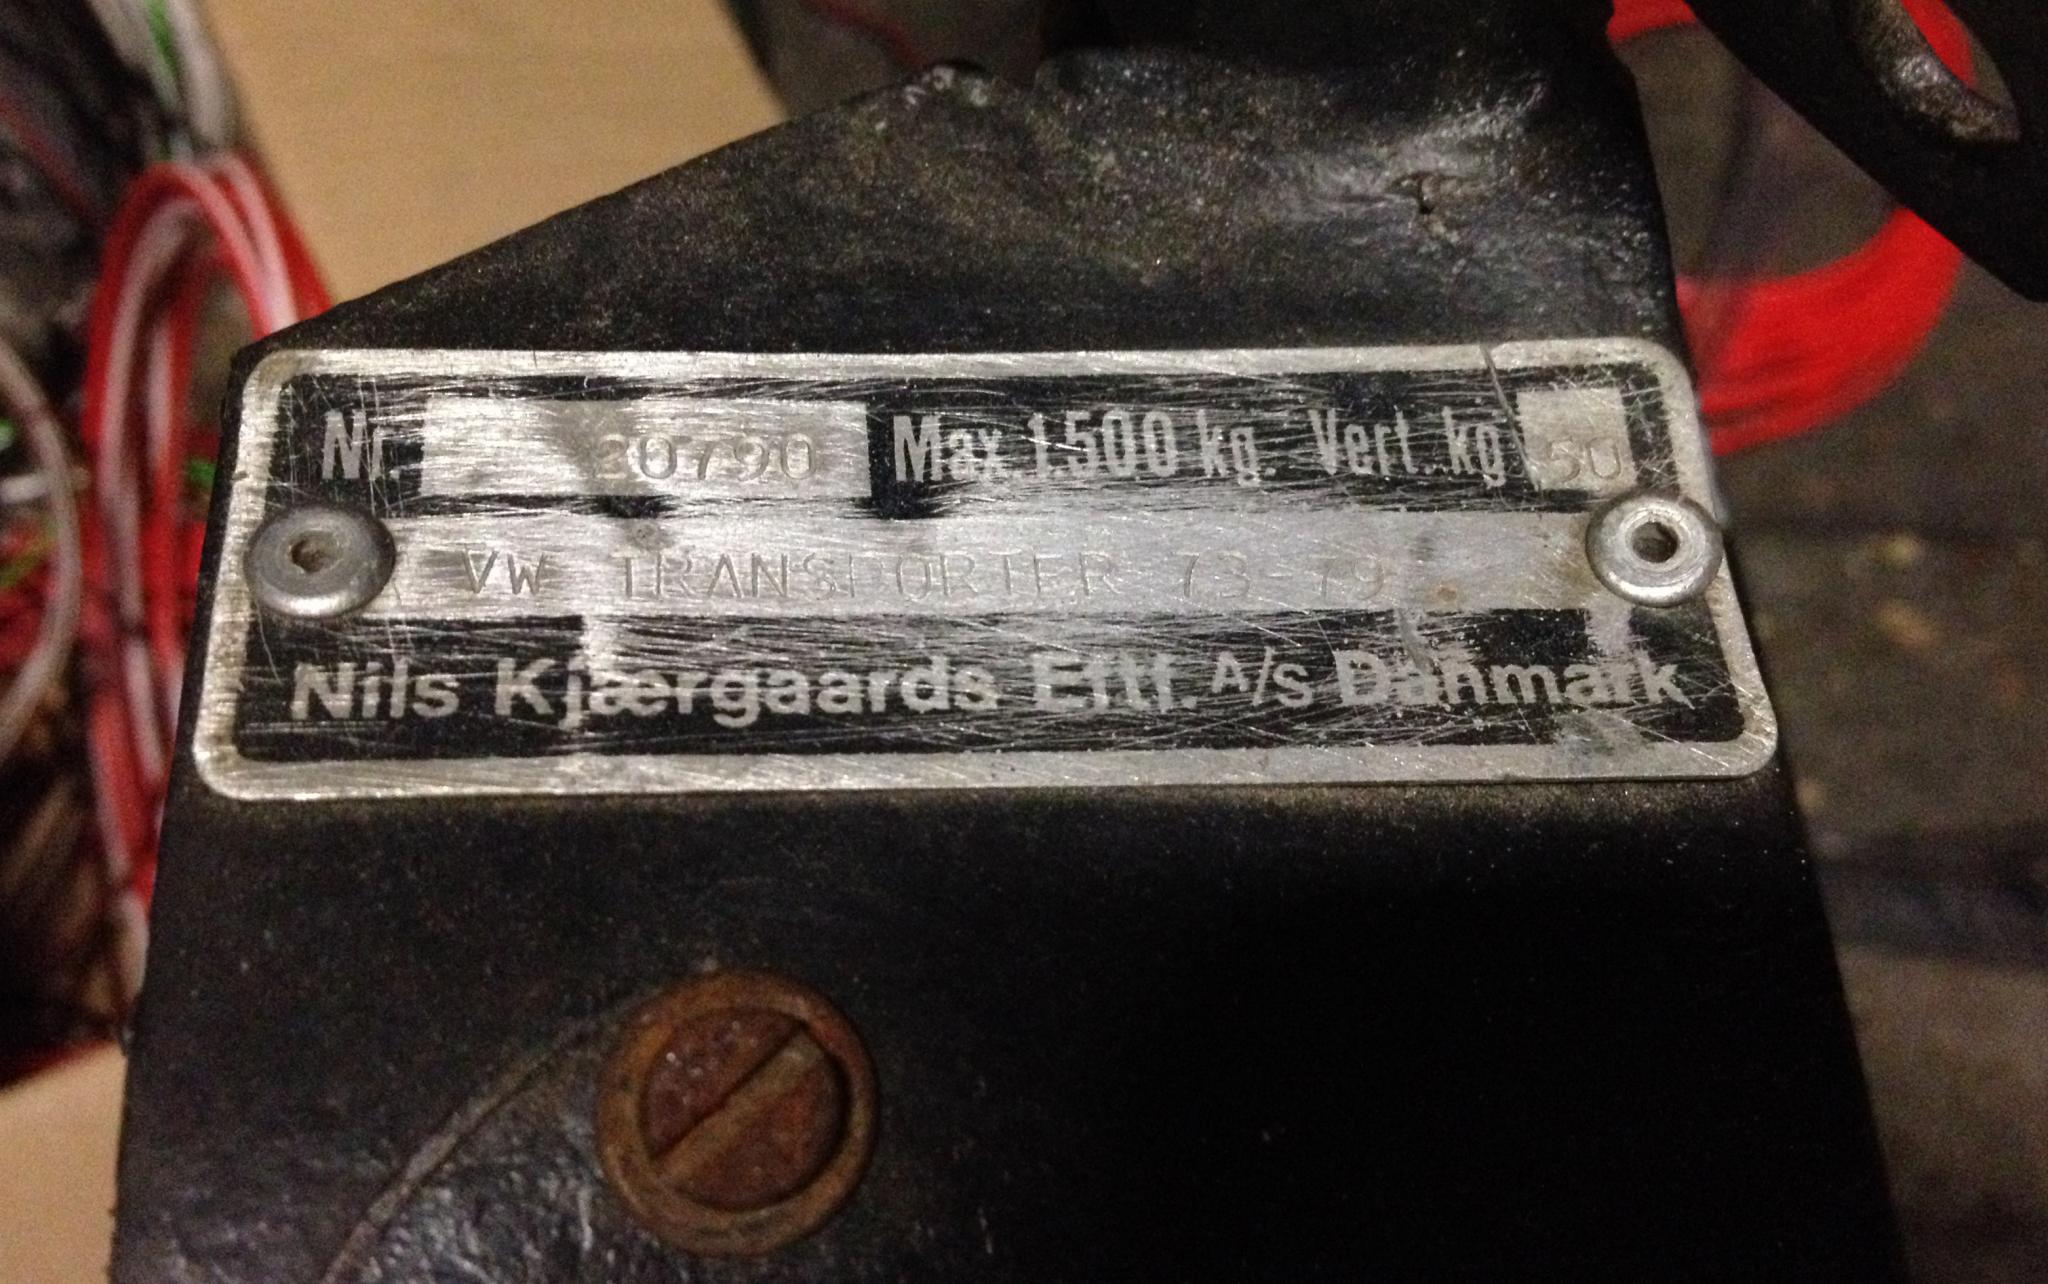 Nr. 20790 Max. 1.500 kg. Vert. kg 50
VW TRANSPORTER 73-79
Nils Kjærgaards Eftf. A/s Danmark